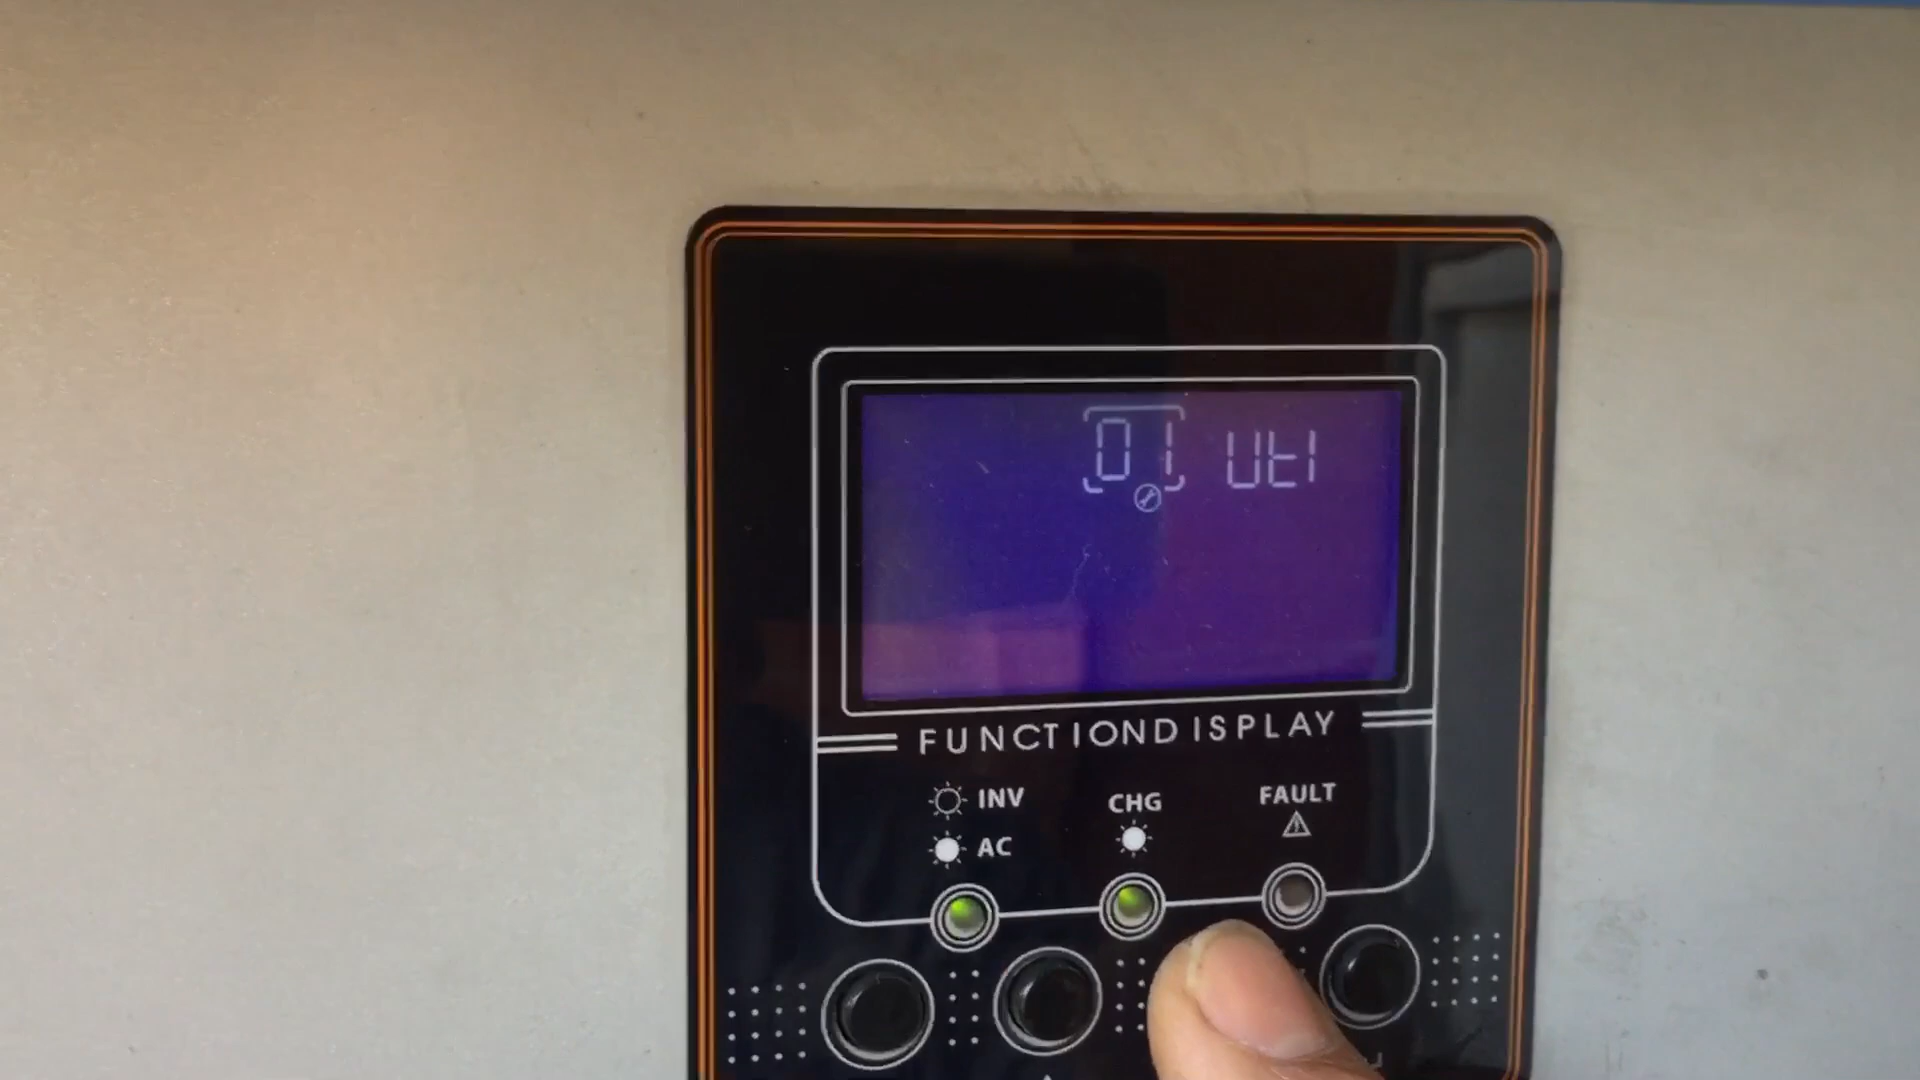 01 UtI
FUNCTIONDISPLAY
INV
AC
CHG
FAULT